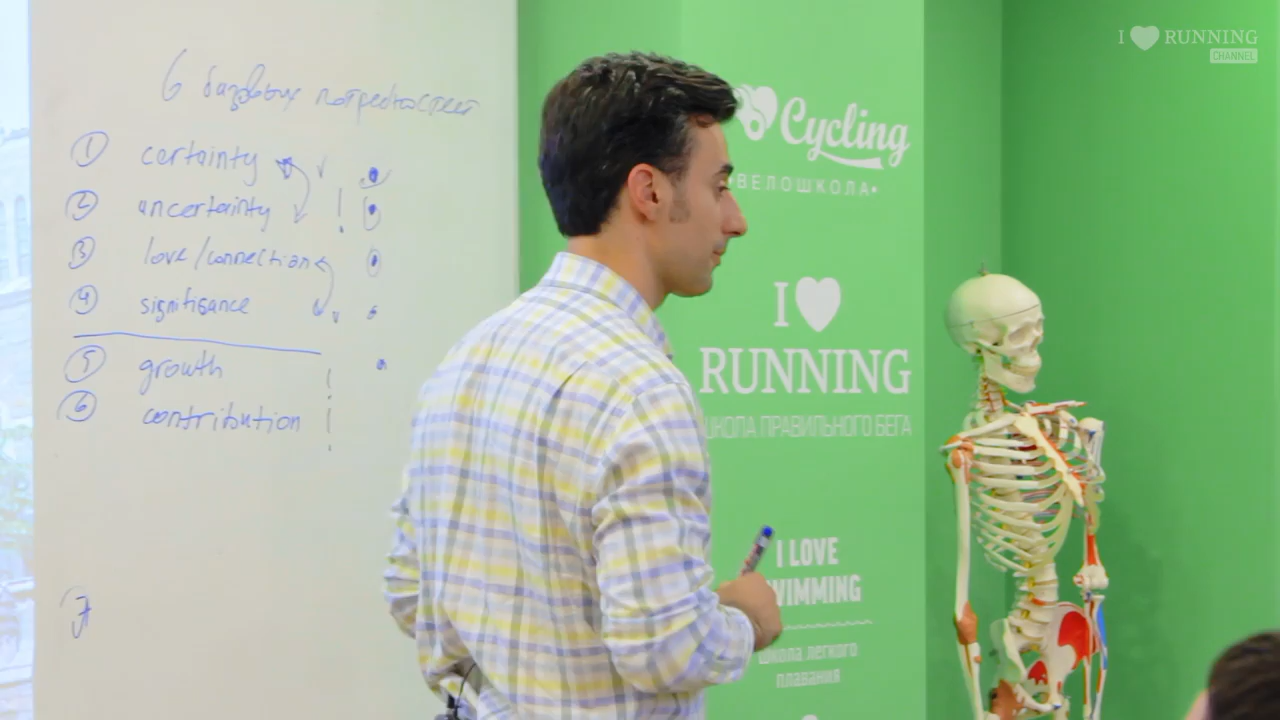 6 базовых потребностей
① certainty
② uncertainty
③ love/connection
④ significance
⑤ growth
⑥ contribution
7
I RUNNING
CHANNEL
Cycling
•ВЕЛОШКОЛА•
I
RUNNING
ШКОЛА ПРАВИЛЬНОГО БЕГА
I LOVE
SWIMMING
школа легкого
плавания